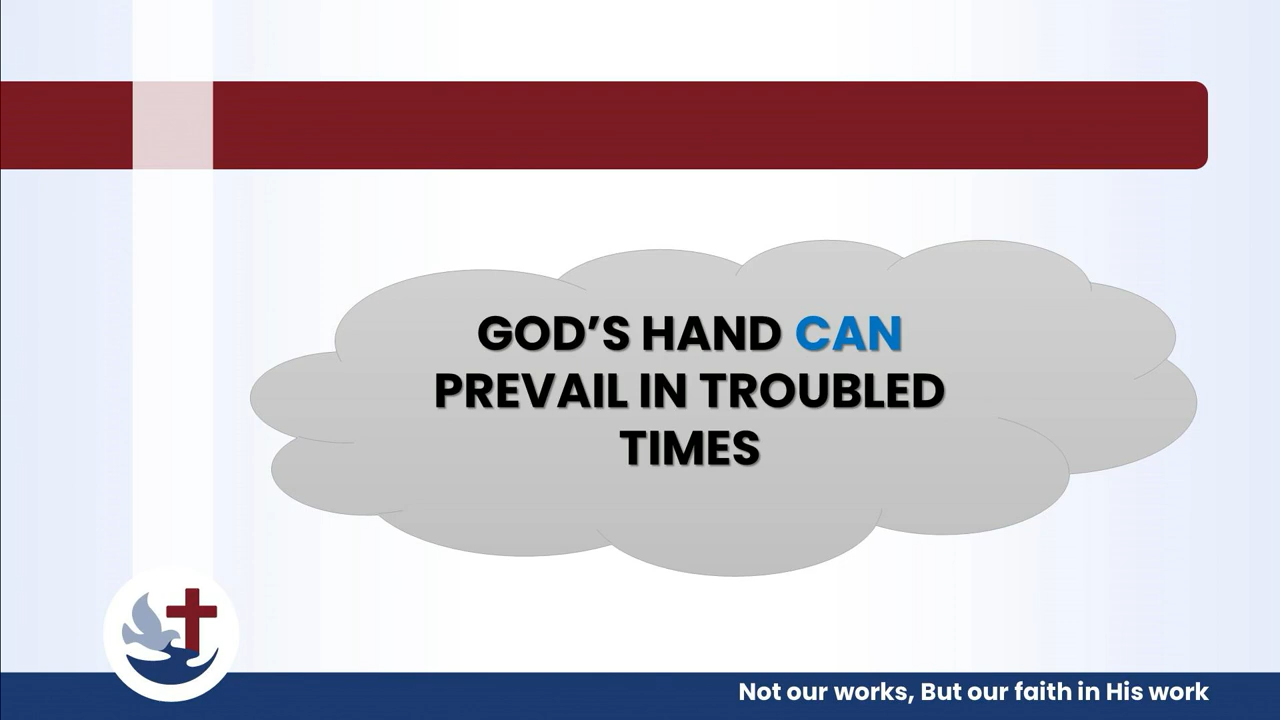 GOD’S HAND CAN
PREVAIL IN TROUBLED
TIMES
Not our works, But our faith in His work